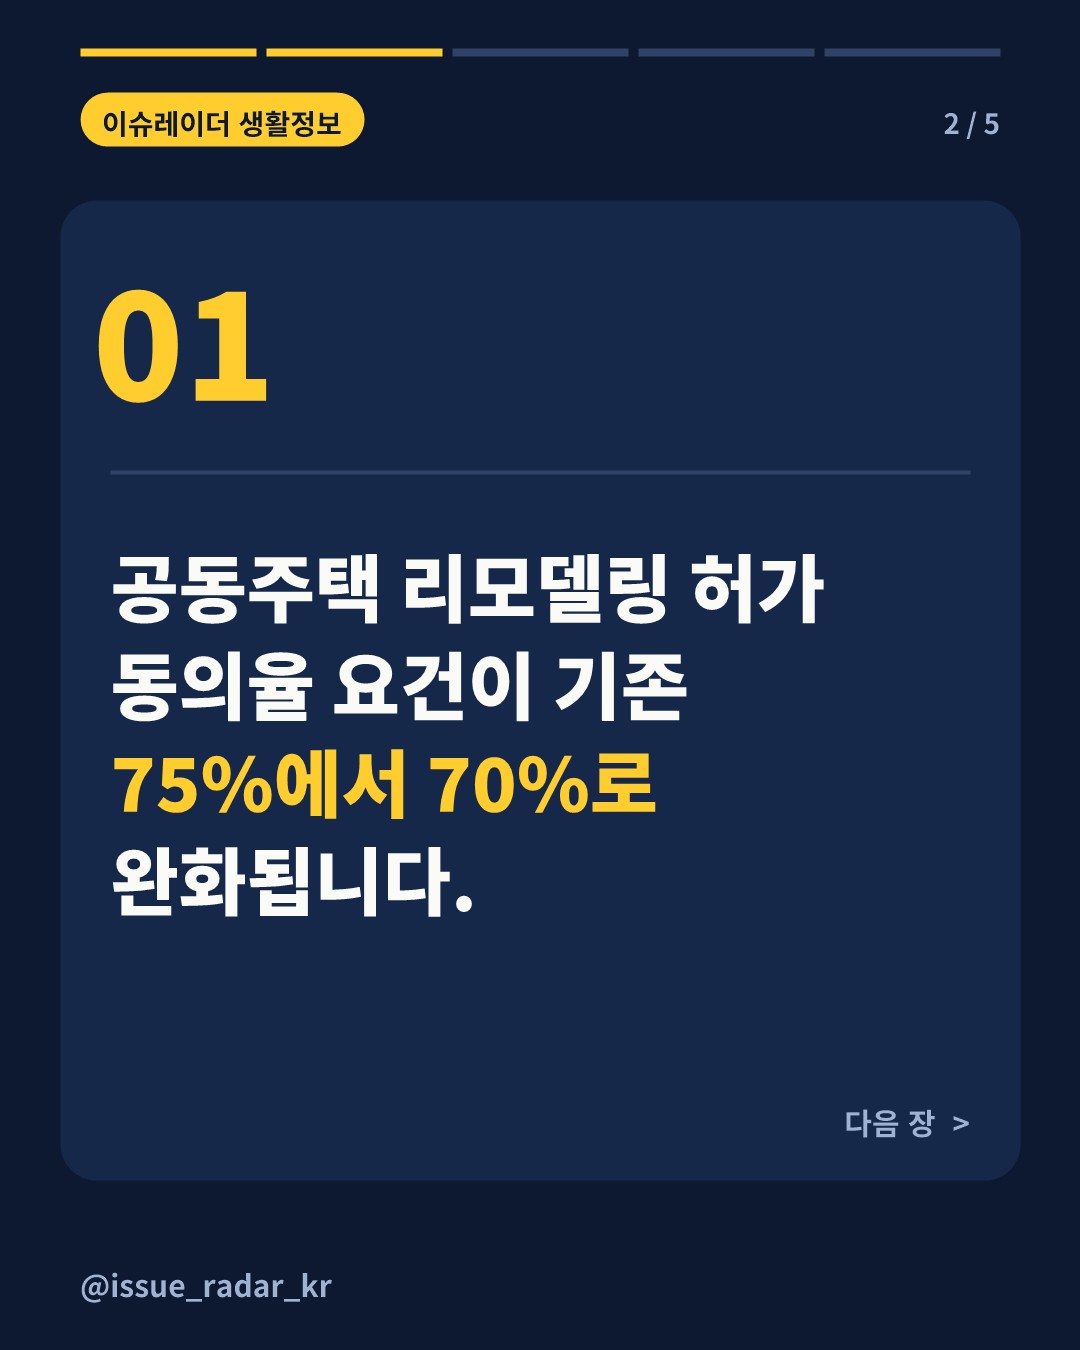 이슈레이더 생활정보
2 / 5
01
공동주택 리모델링 허가
동의율 요건이 기존
75%에서 70%로
완화됩니다.
다음 장 >
@issue_radar_kr